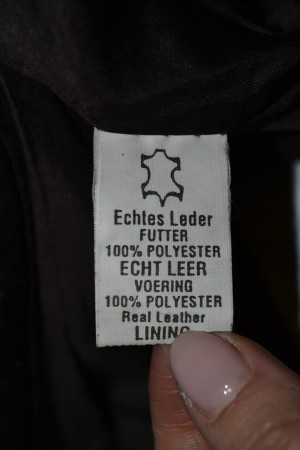 Echtes Leder
FUTTER
100% POLYESTER
ECHT LEER
VOERING
100% POLYESTER
Real Leather
LINING